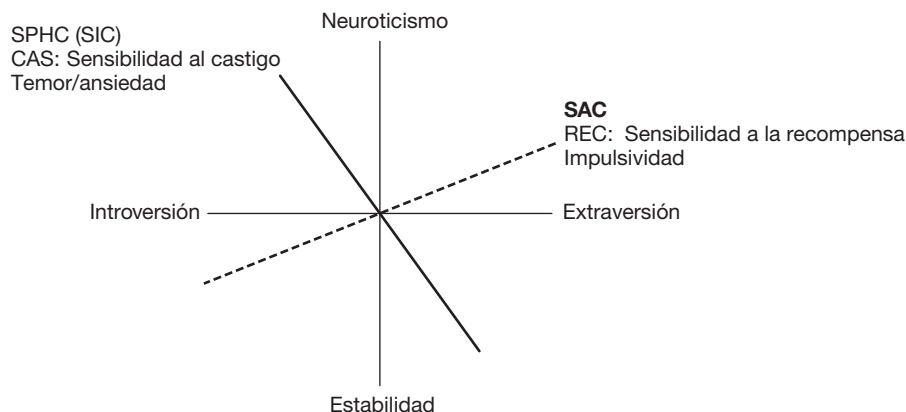 Neuroticismo
SPHC (SIC)
CAS: Sensibilidad al castigo
Temor/ansiedad
SAC
REC: Sensibilidad a la recompensa
Impulsividad
Introversión
Extraversión
Estabilidad